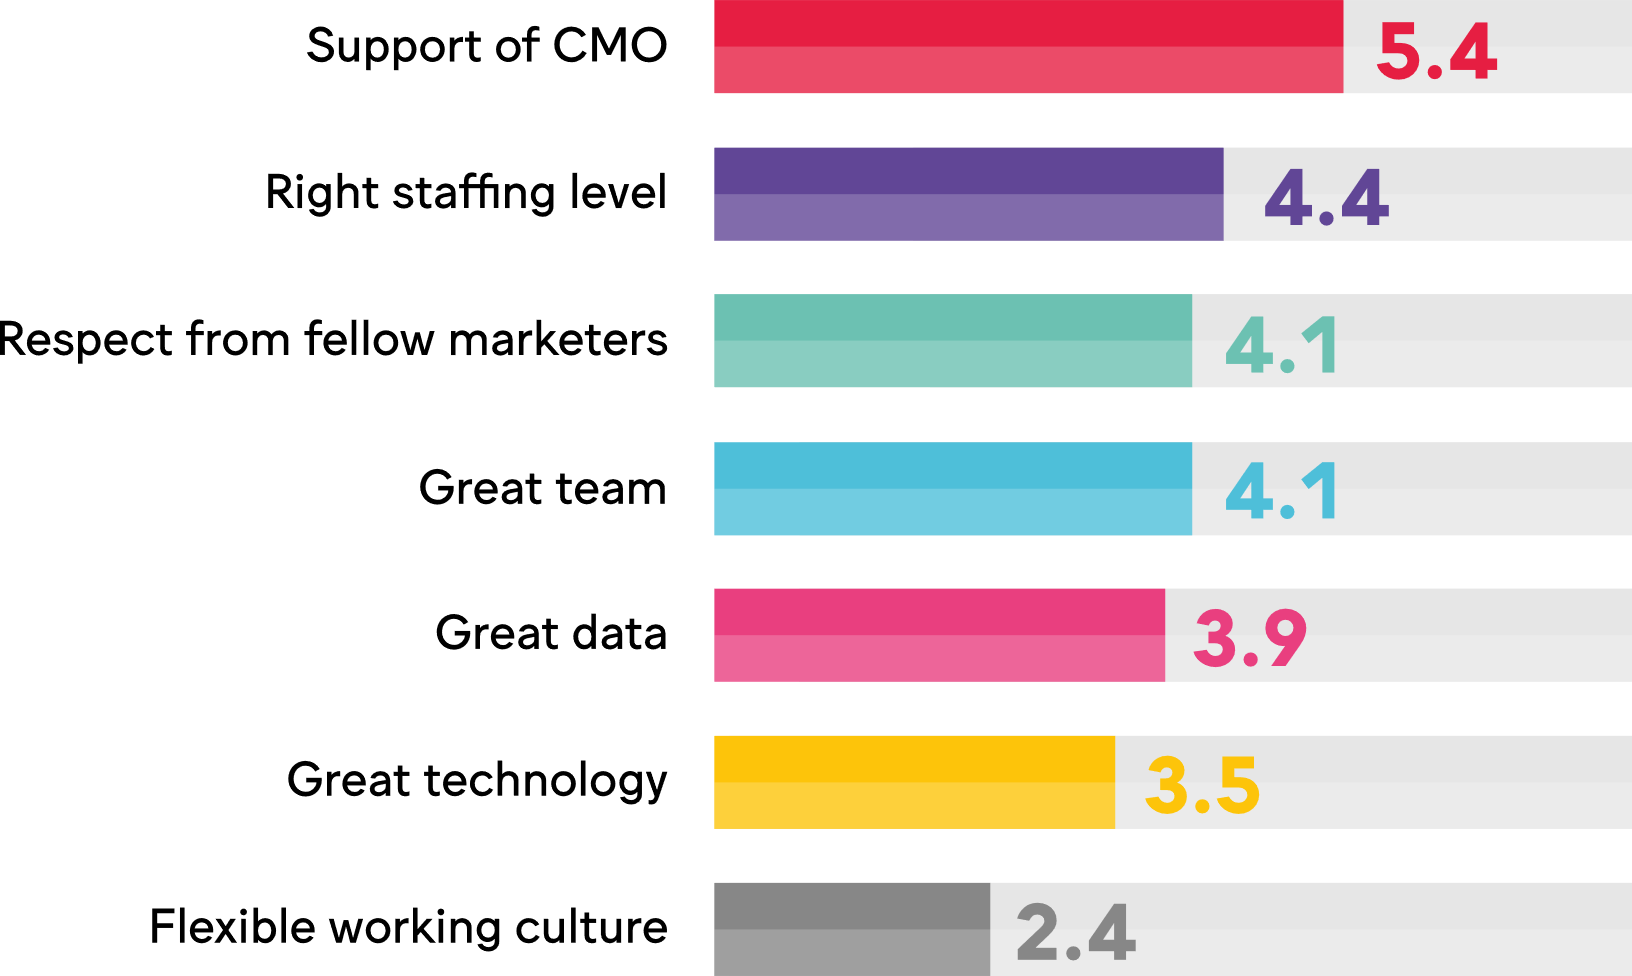 Support of CMO 5.4
Right staffing level 4.4
Respect from fellow marketers 4.1
Great team 4.1
Great data 3.9
Great technology 3.5
Flexible working culture 2.4